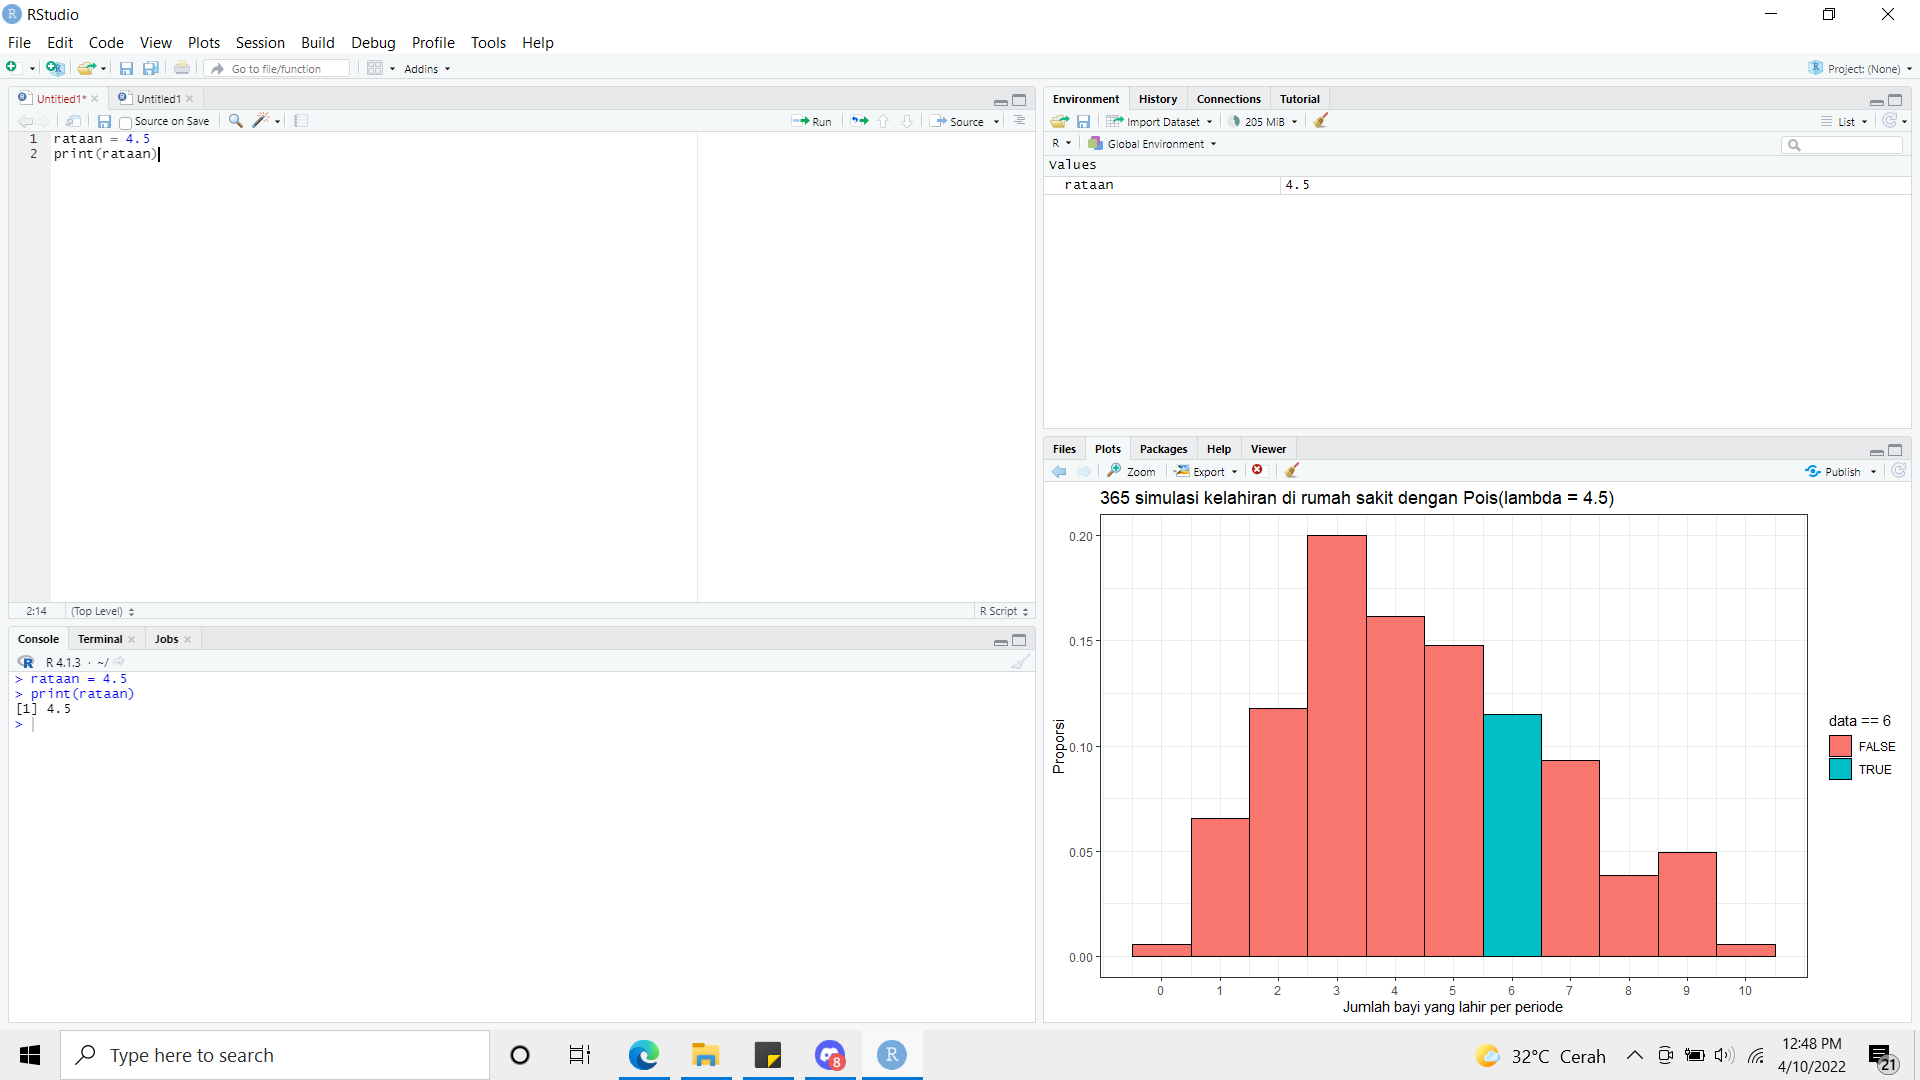 RStudio
File Edit Code View Plots Session Build Debug Profile Tools Help
Go to file/function Addins Project: (None)
Untitled1* Untitled1
Source on Save Run Source
1 rataan = 4.5
2 print(rataan)
2:14 (Top Level) R Script
Console Terminal Jobs
R 4.1.3 · ~/
> rataan = 4.5
> print(rataan)
[1] 4.5
>
Environment History Connections Tutorial
Import Dataset 205 MiB List
R Global Environment
Values
rataan 4.5
Files Plots Packages Help Viewer
Zoom Export Publish
365 simulasi kelahiran di rumah sakit dengan Pois(lambda = 4.5)
0.20
0.15
0.10
0.05
0.00
Proporsi
0 1 2 3 4 5 6 7 8 9 10
Jumlah bayi yang lahir per periode
data == 6
FALSE
TRUE
Type here to search
8
R
32°C Cerah
12:48 PM
4/10/2022
21